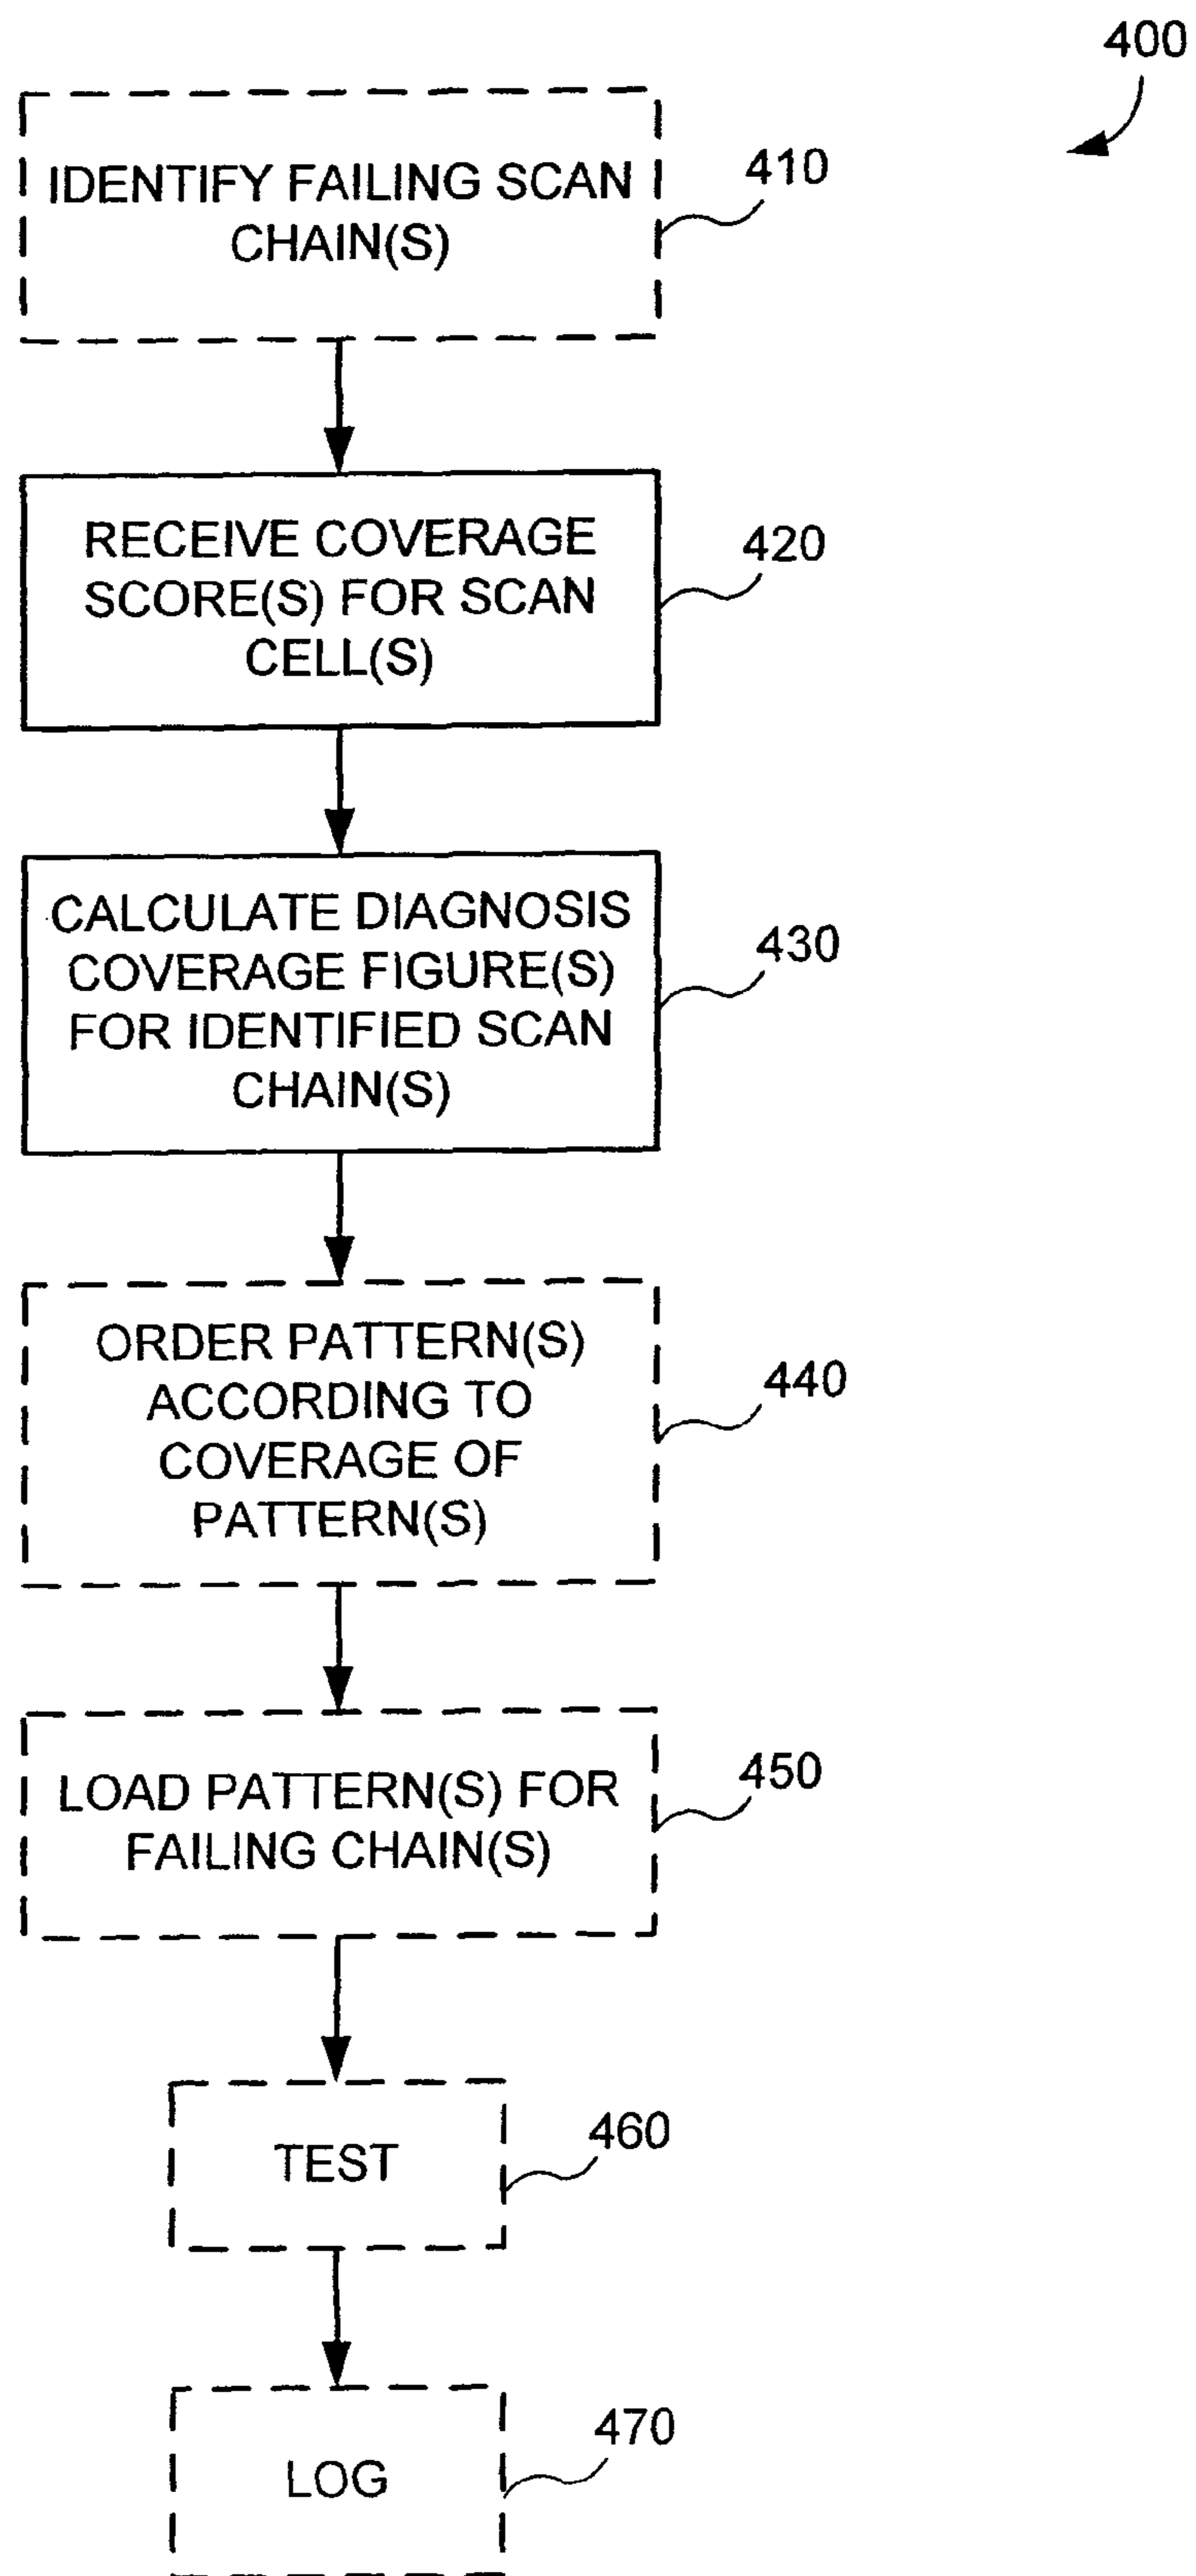 400
IDENTIFY FAILING SCAN
CHAIN(S)
410
RECEIVE COVERAGE
SCORE(S) FOR SCAN
CELL(S)
420
CALCULATE DIAGNOSIS
COVERAGE FIGURE(S)
FOR IDENTIFIED SCAN
CHAIN(S)
430
ORDER PATTERN(S)
ACCORDING TO
COVERAGE OF
PATTERN(S)
440
LOAD PATTERN(S) FOR
FAILING CHAIN(S)
450
TEST
460
LOG
470